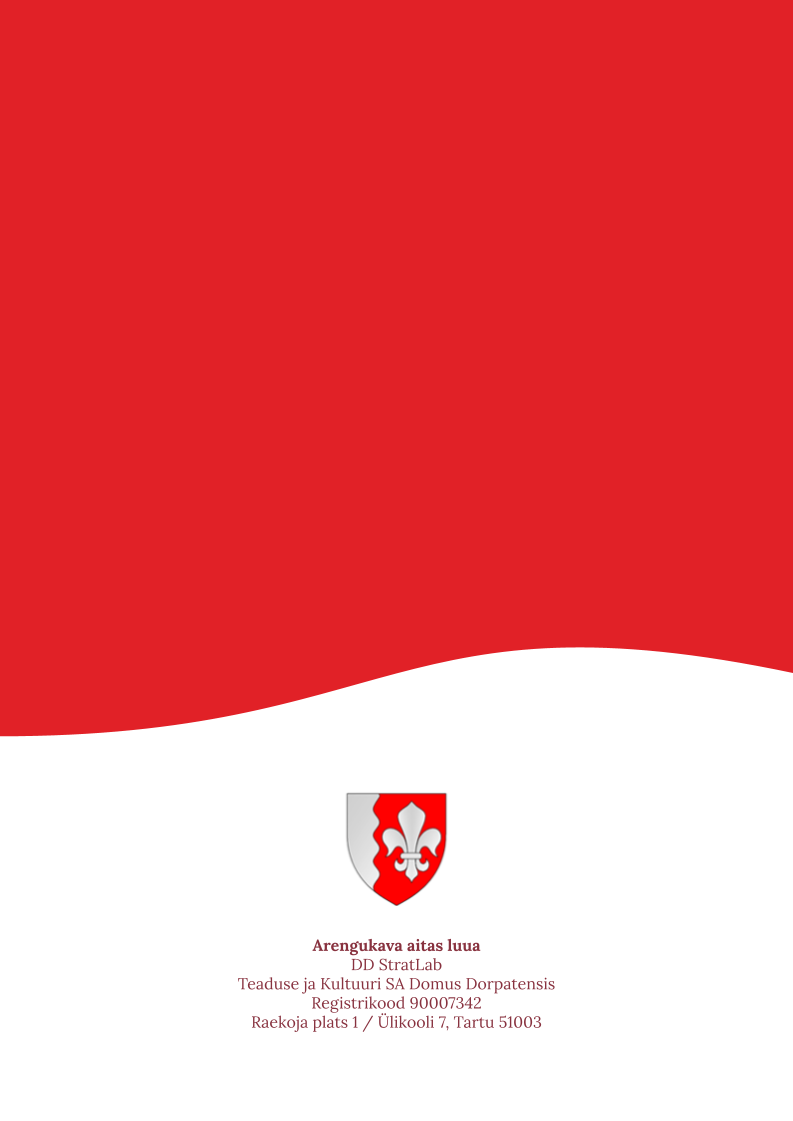 Arengukava aitas luua
DD StratLab
Teaduse ja Kultuuri SA Domus Dorpatensis
Registrikood 90007342
Raekoja plats 1 / Ülikooli 7, Tartu 51003